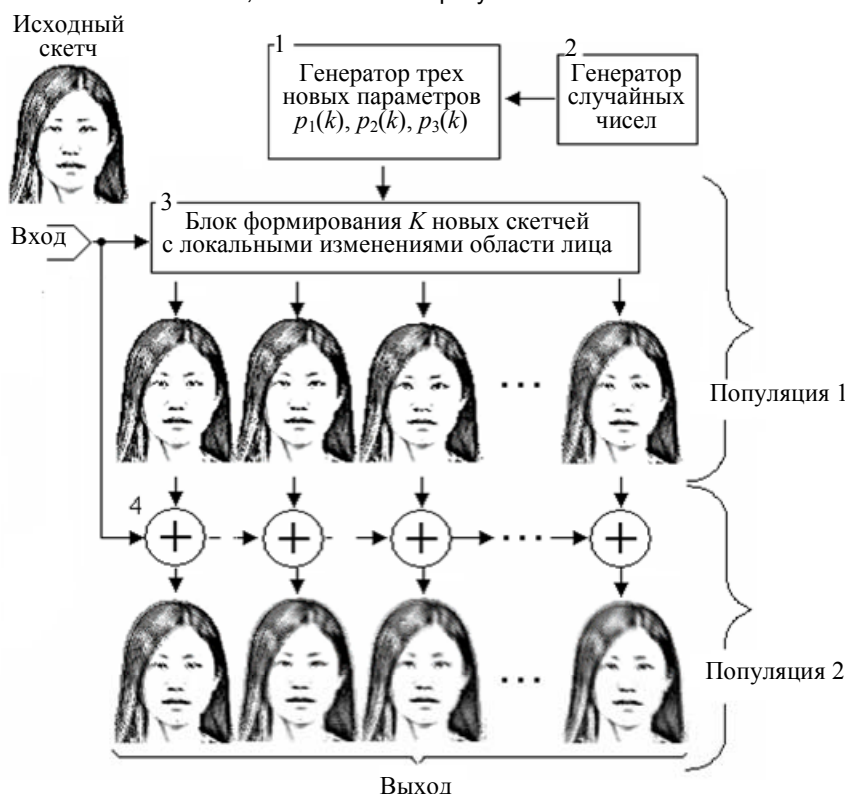 Исходный
скетч
1
Генератор трех
новых параметров
p₁(k), p₂(k), p₃(k)
2
Генератор
случайных
чисел
3
Блок формирования K новых скетчей
с локальными изменениями области лица
Вход
Популяция 1
4
Популяция 2
Выход